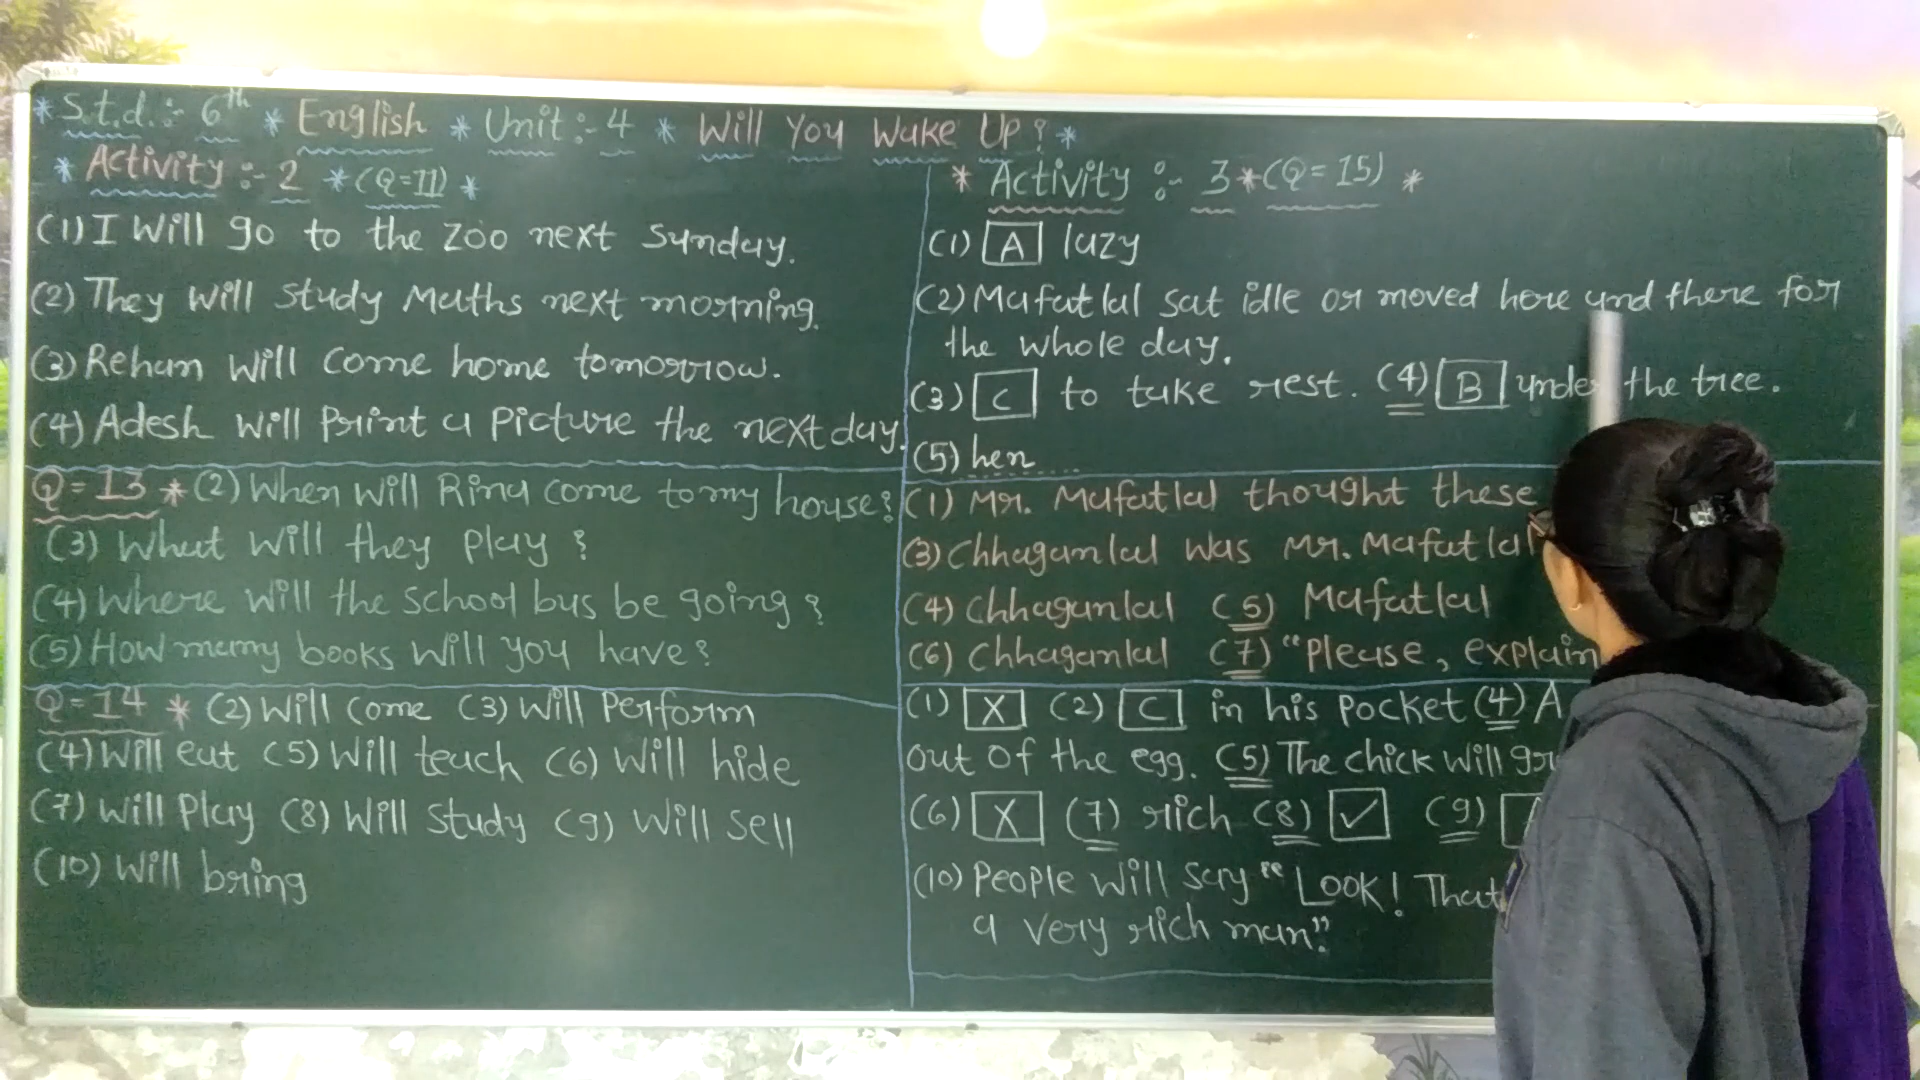 * S.t.d. :- 6th * English * Unit :- 4 * Will You Wake Up ? *
* Activity :- 2 * (Q=11) *
(1) I Will go to the Zoo next Sunday.
(2) They Will Study Maths next morning.
(3) Rehan Will Come home tomorrow.
(4) Adesh Will Print a Picture the next day.
Q=13 * (2) When Will Rina come to my house?
(3) What Will they play ?
(4) Where will the school bus be going ?
(5) How many books Will you have?
Q=14 * (2) Will Come (3) Will Perform
(4) Will eat (5) Will teach (6) Will hide
(7) Will Play (8) Will Study (9) Will Sell
(10) Will bring
* Activity :- 3 * (Q=15) *
(1) A lazy
(2) Mafatlal sat idle or moved here and there for
the whole day.
(3) C to take rest. (4) B under the tree.
(5) hen....
(1) Mr. Mafatlal thought these
(3) Chhaganlal was Mr. Mafatlal
(4) Chhaganlal (5) Mafatlal
(6) Chhaganlal (7) "Please, explain
(1) X (2) C in his Pocket (4) A
out of the egg. (5) The chick Will
(6) X (7) rich (8) ✓ (9)
(10) People Will Say "Look! That
a very rich man".